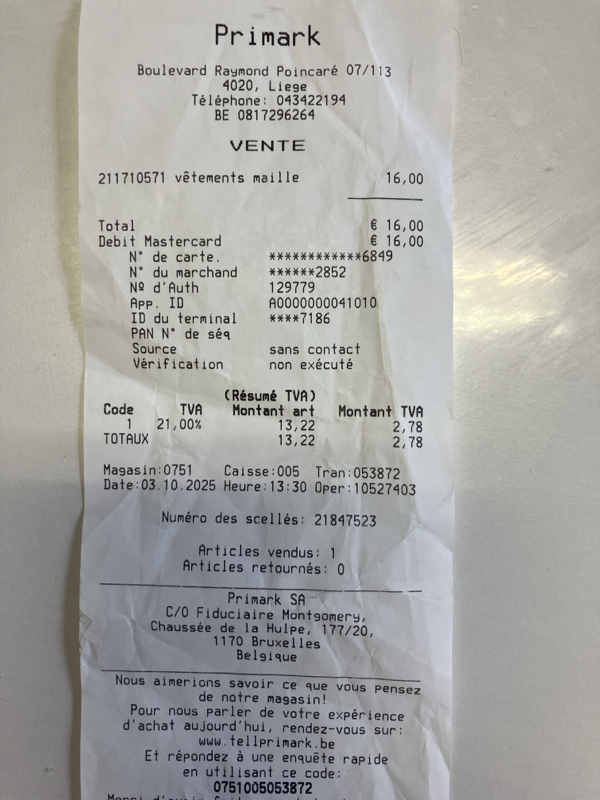 Primark
Boulevard Raymond Poincaré 07/113
4020, Liege
Téléphone: 043422194
BE 0817296264
VENTE
211710571 vêtements maille 16,00
Total € 16,00
Debit Mastercard € 16,00
N° de carte. ************6849
N° du marchand ******2852
Nº d'Auth 129779
App. ID A0000000041010
ID du terminal ****7186
PAN N° de séq
Source sans contact
Vérification non exécuté
(Résumé TVA)
Code TVA Montant art Montant TVA
1 21,00% 13,22 2,78
TOTAUX 13,22 2,78
Magasin:0751 Caisse:005 Tran:053872
Date:03.10.2025 Heure:13:30 Oper:10527403
Numéro des scellés: 21847523
Articles vendus: 1
Articles retournés: 0
Primark SA
C/O Fiduciaire Montgomery,
Chaussée de la Hulpe, 177/20,
1170 Bruxelles
Belgique
Nous aimerions savoir ce que vous pensez
de notre magasin!
Pour nous parler de votre expérience
d'achat aujourd'hui, rendez-vous sur:
www.tellprimark.be
Et répondez à une enquête rapide
en utilisant ce code:
0751005053872